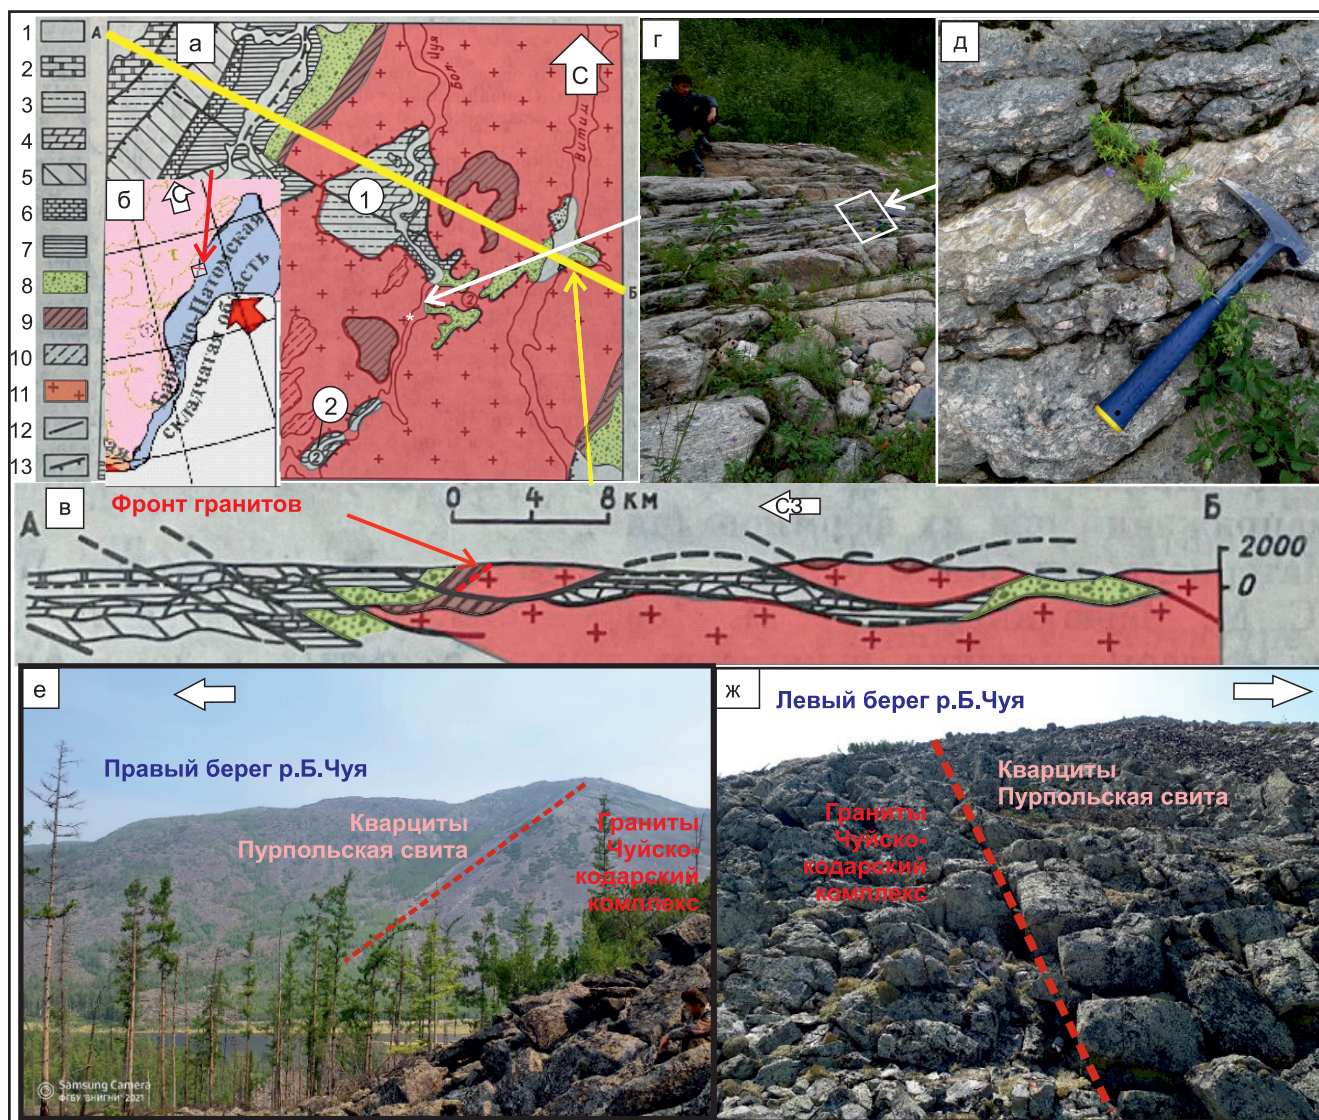 1
2
3
4
5
6
7
8
9
10
11
12
13
А
а
С
Бол. Чуя
Витим
1
2
2
2
Б
б
С
Байкало-Патомская
складчатая область
г
д
в
Фронт гранитов
0 4 8 км
СЗ
А
Б
2000
0
е
Правый берег р.Б.Чуя
Кварциты
Пурпольская свита
Граниты
Чуйско-
кодарский
комплекс
Samsung Camera
ФГБУ "ВНИГНИ" 2021
ж
Левый берег р.Б.Чуя
Кварциты
Пурпольская свита
Граниты
Чуйско-
кодарский
комплекс